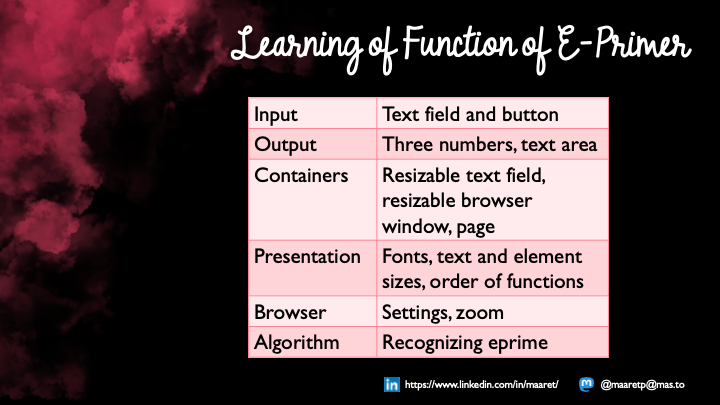 Learning of Function of E-Primer
Input Text field and button
Output Three numbers, text area
Containers Resizable text field,
resizable browser
window, page
Presentation Fonts, text and element
sizes, order of functions
Browser Settings, zoom
Algorithm Recognizing eprime
in https://www.linkedin.com/in/maaret/ m @maaretp@mas.to